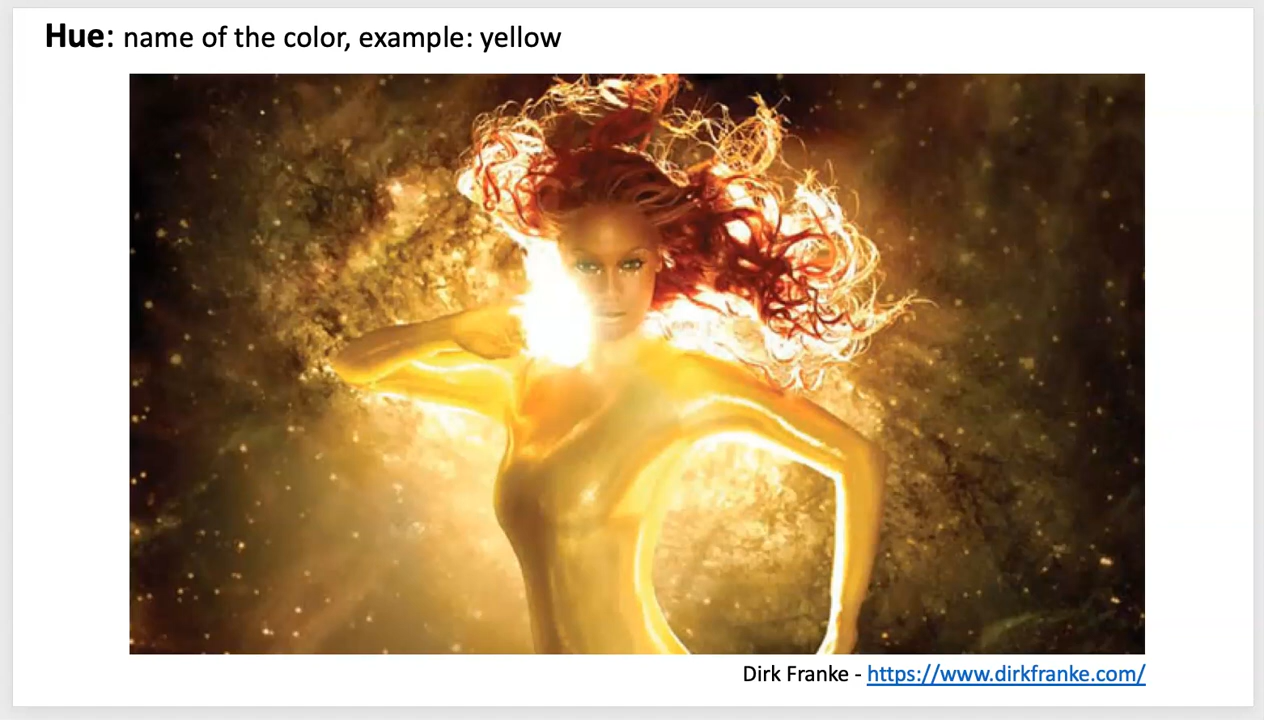 Hue: name of the color, example: yellow
Dirk Franke - https://www.dirkfranke.com/